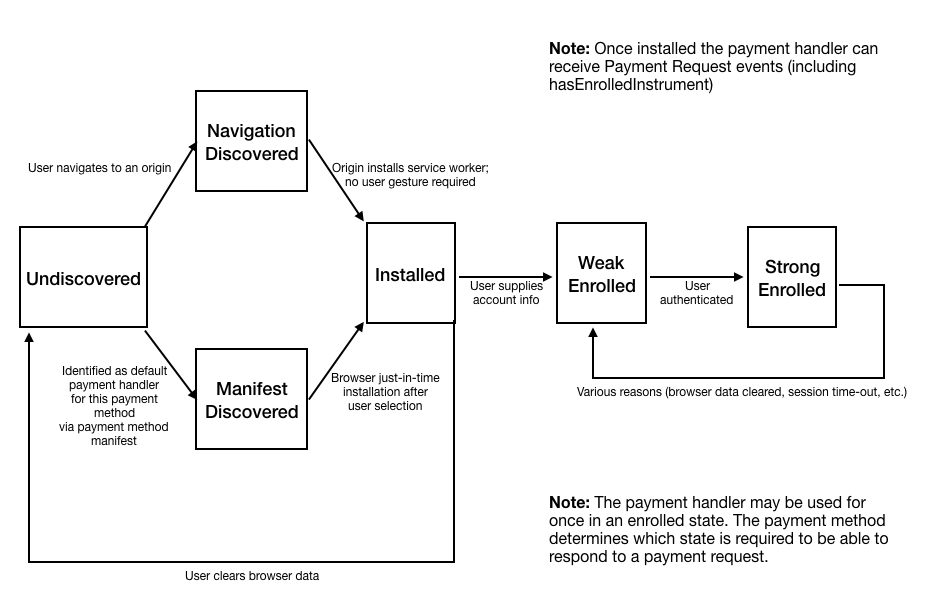 Note: Once installed the payment handler can
receive Payment Request events (including
hasEnrolledInstrument)
Navigation
Discovered
User navigates to an origin
Origin installs service worker;
no user gesture required
Undiscovered
Installed
Weak
Enrolled
Strong
Enrolled
User supplies
account info
User
authenticated
Identified as default
payment handler
for this payment
method
via payment method
manifest
Manifest
Discovered
Browser just-in-time
installation after
user selection
Various reasons (browser data cleared, session time-out, etc.)
Note: The payment handler may be used for
once in an enrolled state. The payment method
determines which state is required to be able to
respond to a payment request.
User clears browser data